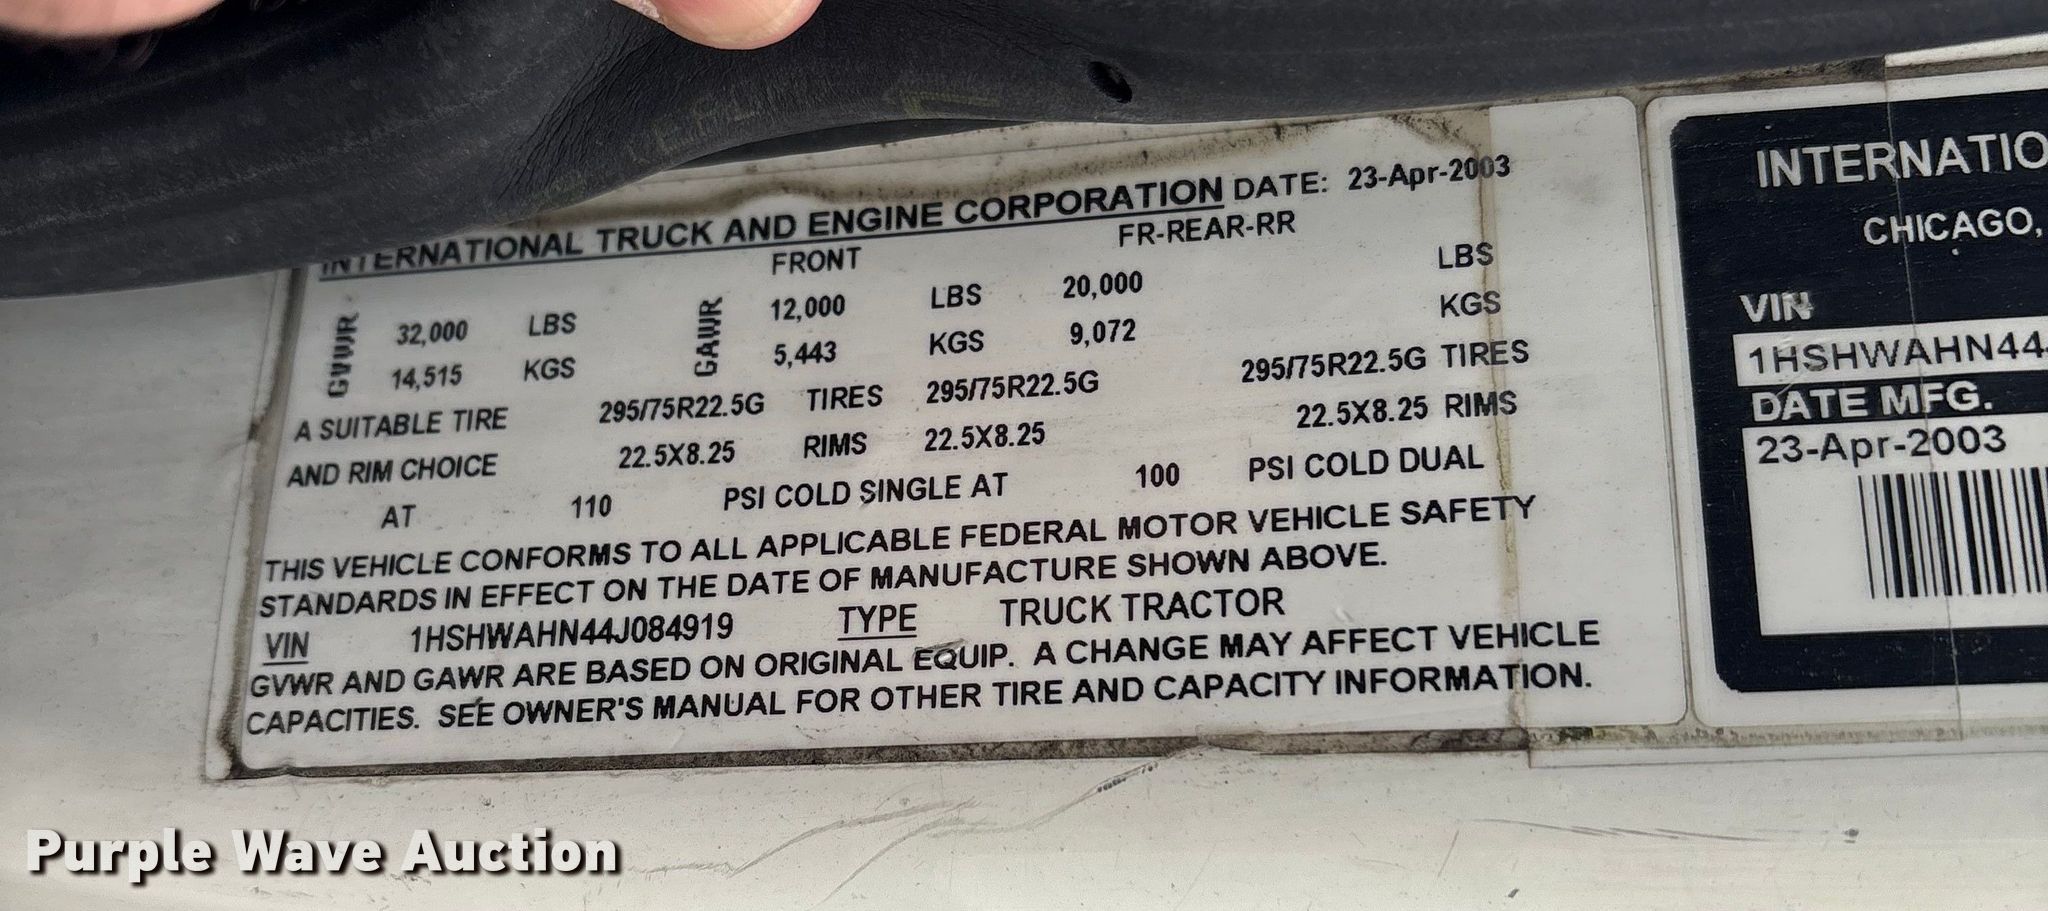 INTERNATIONAL TRUCK AND ENGINE CORPORATION DATE: 23-Apr-2003
FRONT FR-REAR-RR
GVWR 32,000 LBS GAWR 12,000 LBS 20,000 LBS
14,515 KGS 5,443 KGS 9,072 KGS
A SUITABLE TIRE 295/75R22.5G TIRES 295/75R22.5G 295/75R22.5G TIRES
AND RIM CHOICE 22.5X8.25 RIMS 22.5X8.25 22.5X8.25 RIMS
AT 110 PSI COLD SINGLE AT 100 PSI COLD DUAL
THIS VEHICLE CONFORMS TO ALL APPLICABLE FEDERAL MOTOR VEHICLE SAFETY
STANDARDS IN EFFECT ON THE DATE OF MANUFACTURE SHOWN ABOVE.
VIN 1HSHWAHN44J084919 TYPE TRUCK TRACTOR
GVWR AND GAWR ARE BASED ON ORIGINAL EQUIP. A CHANGE MAY AFFECT VEHICLE
CAPACITIES. SEE OWNER'S MANUAL FOR OTHER TIRE AND CAPACITY INFORMATION.
INTERNATIO
CHICAGO,
VIN
1HSHWAHN44
DATE MFG.
23-Apr-2003
Purple Wave Auction